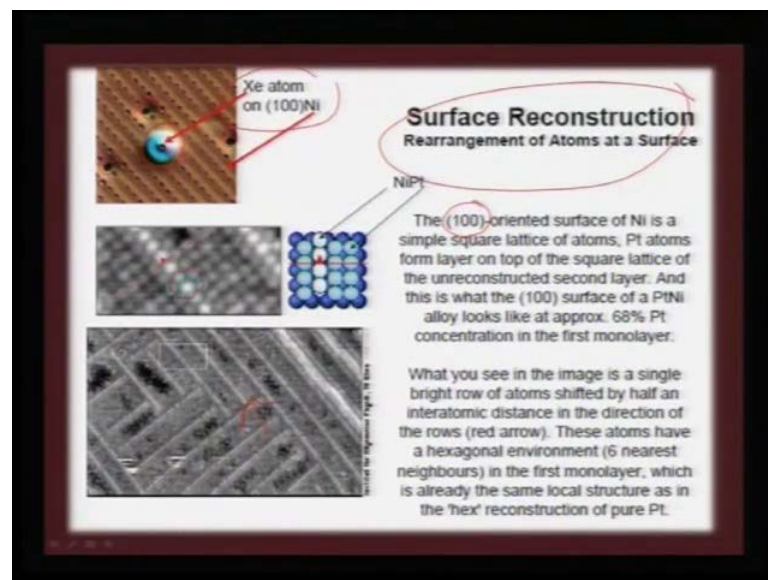 Xe atom
on (100)Ni
Surface Reconstruction
Rearrangement of Atoms at a Surface
NiPt
The (100)-oriented surface of Ni is a
simple square lattice of atoms, Pt atoms
form layer on top of the square lattice of
the unreconstructed second layer. And
this is what the (100) surface of a PtNi
alloy looks like at approx. 68% Pt
concentration in the first monolayer.
What you see in the image is a single
bright row of atoms shifted by half an
interatomic distance in the direction of
the rows (red arrow). These atoms have
a hexagonal environment (6 nearest
neighbours) in the first monolayer, which
is already the same local structure as in
the 'hex' reconstruction of pure Pt.